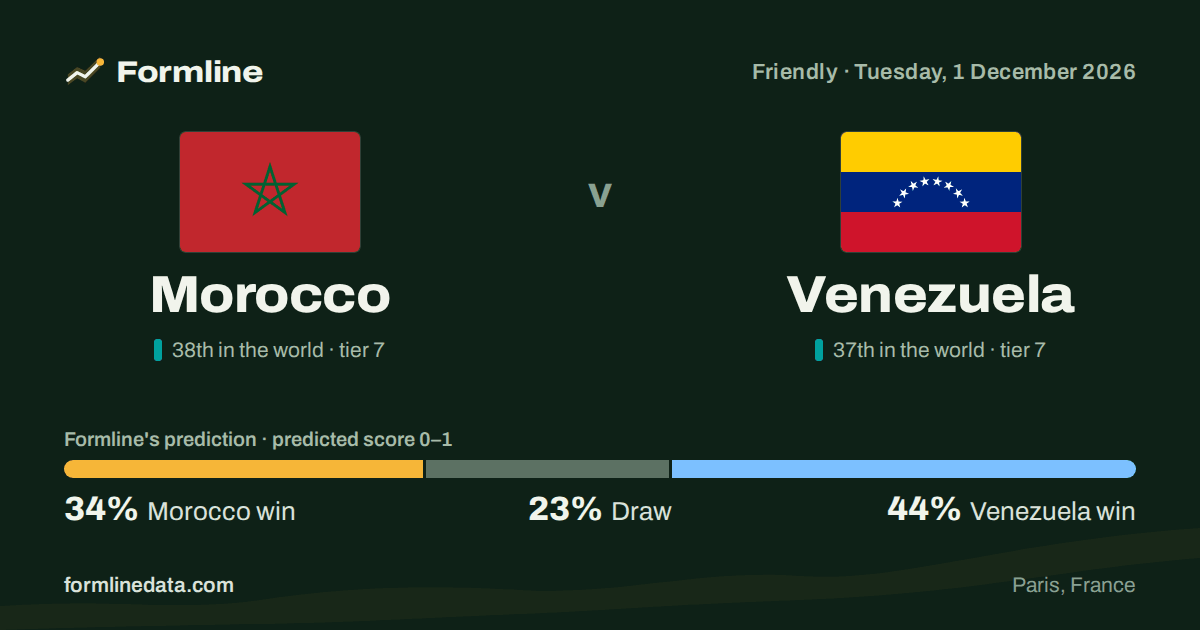 Formline
Friendly · Tuesday, 1 December 2026
v
Morocco
Venezuela
38th in the world · tier 7
37th in the world · tier 7
Formline's prediction · predicted score 0–1
34% Morocco win
23% Draw
44% Venezuela win
formlinedata.com
Paris, France